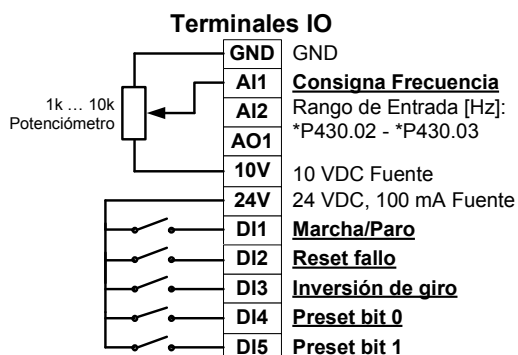 Terminales IO
GND GND
AI1 Consigna Frecuencia
1k ... 10k
Potenciómetro
AI2 Rango de Entrada [Hz]:
*P430.02 - *P430.03
AO1
10V 10 VDC Fuente
24V 24 VDC, 100 mA Fuente
DI1 Marcha/Paro
DI2 Reset fallo
DI3 Inversión de giro
DI4 Preset bit 0
DI5 Preset bit 1